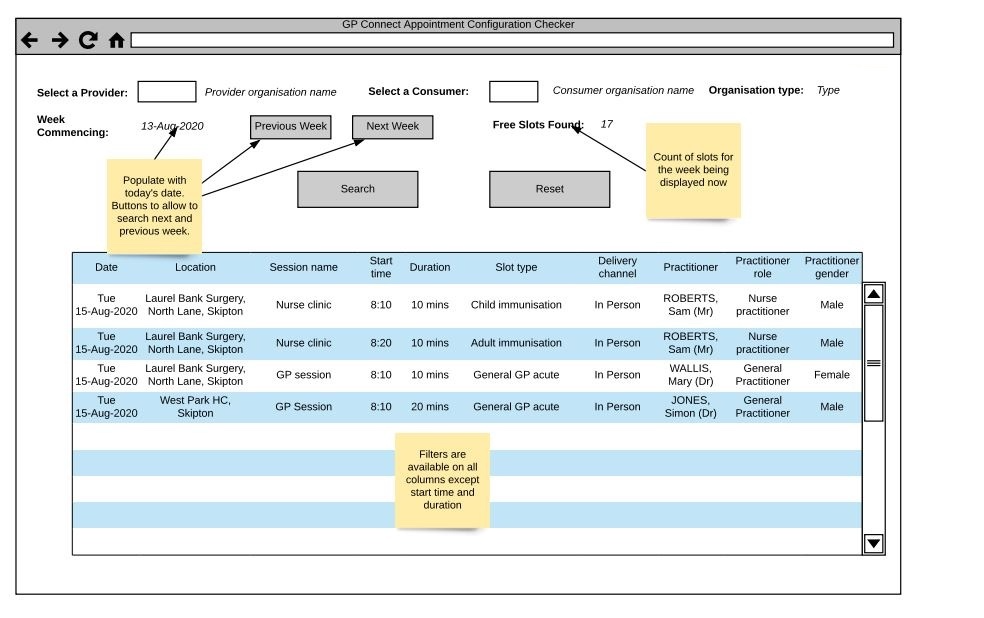 GP Connect Appointment Configuration Checker
Select a Provider: Provider organisation name Select a Consumer: Consumer organisation name Organisation type: Type
Week
Commencing: 13-Aug-2020 Previous Week Next Week Free Slots Found: 17
Populate with
today's date.
Buttons to allow to
search next and
previous week.
Search Reset
Count of slots for
the week being
displayed now
Date Location Session name Start time Duration Slot type Delivery channel Practitioner Practitioner role Practitioner gender
Tue 15-Aug-2020 Laurel Bank Surgery, North Lane, Skipton Nurse clinic 8:10 10 mins Child immunisation In Person ROBERTS, Sam (Mr) Nurse practitioner Male
Tue 15-Aug-2020 Laurel Bank Surgery, North Lane, Skipton Nurse clinic 8:20 10 mins Adult immunisation In Person ROBERTS, Sam (Mr) Nurse practitioner Male
Tue 15-Aug-2020 Laurel Bank Surgery, North Lane, Skipton GP session 8:10 10 mins General GP acute In Person WALLIS, Mary (Dr) General Practitioner Female
Tue 15-Aug-2020 West Park HC, Skipton GP Session 8:10 20 mins General GP acute In Person JONES, Simon (Dr) General Practitioner Male
Filters are
available on all
columns except
start time and
duration